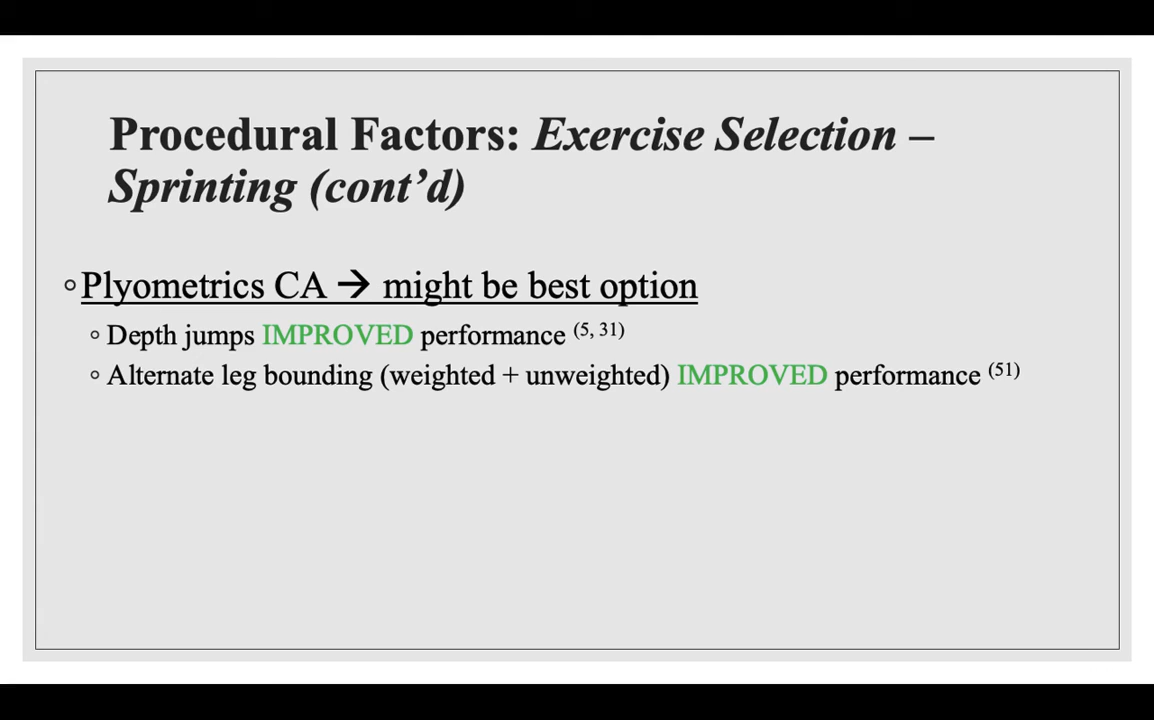 Procedural Factors: Exercise Selection –
Sprinting (cont’d)
◦Plyometrics CA → might be best option
◦ Depth jumps IMPROVED performance (5, 31)
◦ Alternate leg bounding (weighted + unweighted) IMPROVED performance (51)